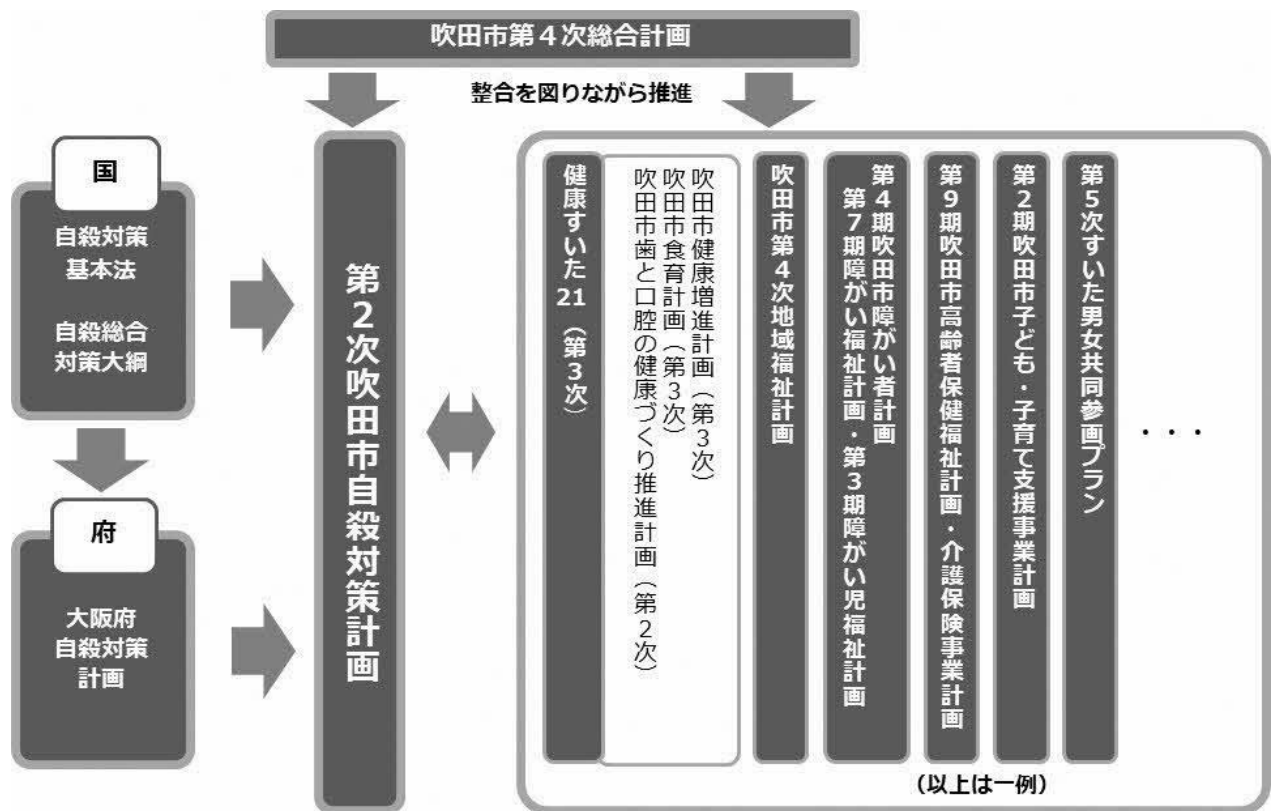 吹田市第４次総合計画
整合を図りながら推進
国
自殺対策
基本法
自殺総合
対策大綱
府
大阪府
自殺対策
計画
第２次吹田市自殺対策計画
健康すいた21（第３次）
吹田市健康増進計画（第３次）
吹田市食育計画（第３次）
吹田市歯と口腔の健康づくり推進計画（第２次）
吹田市第４次地域福祉計画
第４期吹田市障がい者計画
第７期障がい福祉計画・第３期障がい児福祉計画
第９期吹田市高齢者保健福祉計画・介護保険事業計画
第２期吹田市子ども・子育て支援事業計画
第５次すいた男女共同参画プラン
・・・
（以上は一例）